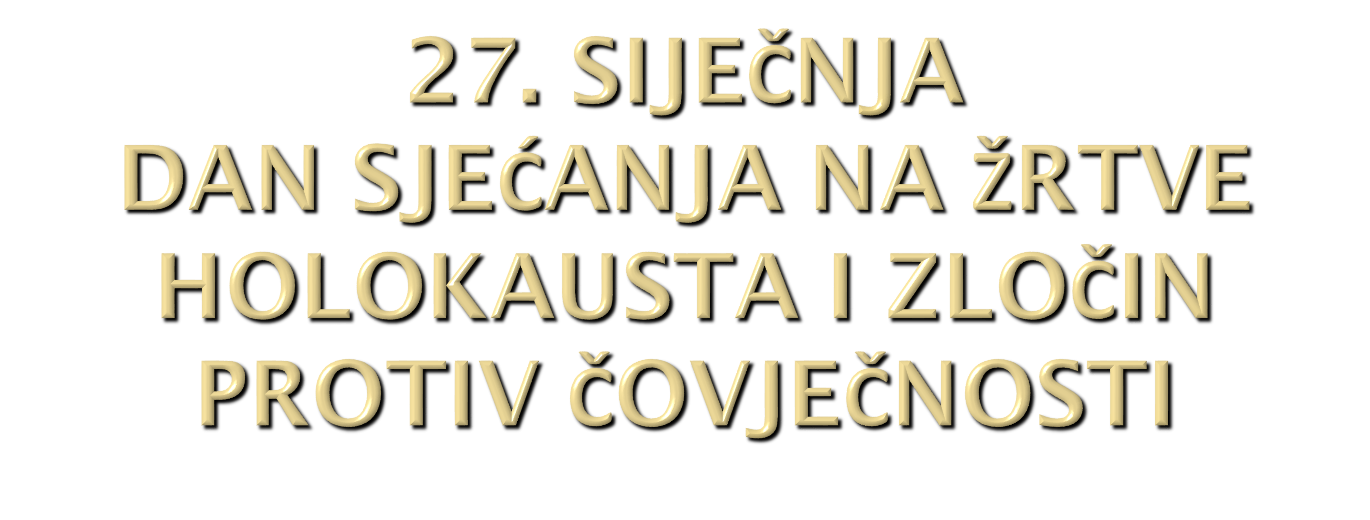 27. SIJEČNJA
DAN SJEĆANJA NA ŽRTVE
HOLOKAUSTA I ZLOČIN
PROTIV ČOVJEČNOSTI